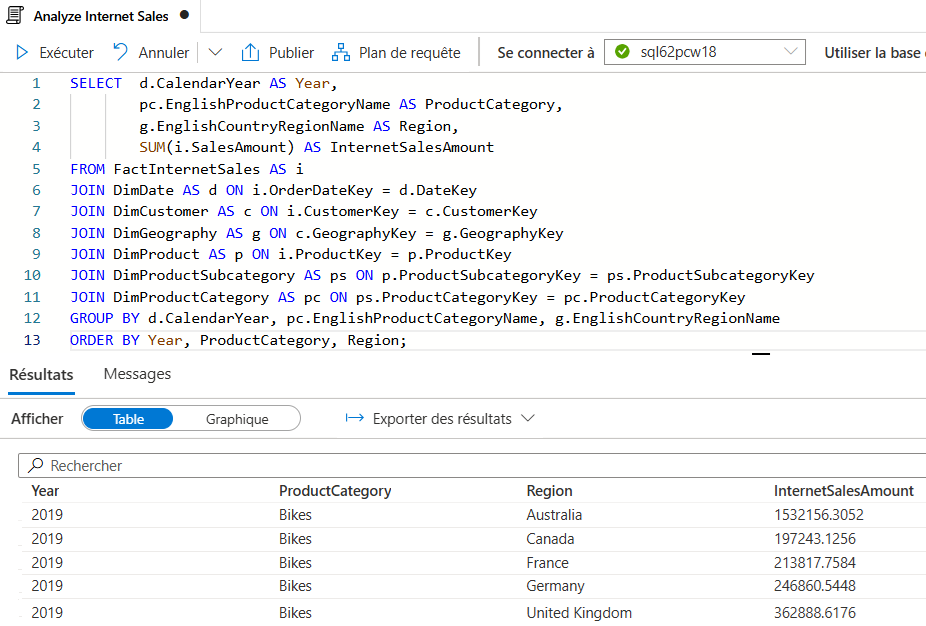 Analyze Internet Sales
Exécuter Annuler Publier Plan de requête Se connecter à sql62pcw18 Utiliser la base
1 SELECT d.CalendarYear AS Year,
2 pc.EnglishProductCategoryName AS ProductCategory,
3 g.EnglishCountryRegionName AS Region,
4 SUM(i.SalesAmount) AS InternetSalesAmount
5 FROM FactInternetSales AS i
6 JOIN DimDate AS d ON i.OrderDateKey = d.DateKey
7 JOIN DimCustomer AS c ON i.CustomerKey = c.CustomerKey
8 JOIN DimGeography AS g ON c.GeographyKey = g.GeographyKey
9 JOIN DimProduct AS p ON i.ProductKey = p.ProductKey
10 JOIN DimProductSubcategory AS ps ON p.ProductSubcategoryKey = ps.ProductSubcategoryKey
11 JOIN DimProductCategory AS pc ON ps.ProductCategoryKey = pc.ProductCategoryKey
12 GROUP BY d.CalendarYear, pc.EnglishProductCategoryName, g.EnglishCountryRegionName
13 ORDER BY Year, ProductCategory, Region;
Résultats Messages
Afficher Table Graphique Exporter des résultats
Rechercher
Year ProductCategory Region InternetSalesAmount
2019 Bikes Australia 1532156.3052
2019 Bikes Canada 197243.1256
2019 Bikes France 213817.7584
2019 Bikes Germany 246860.5448
2019 Bikes United Kingdom 362888.6176